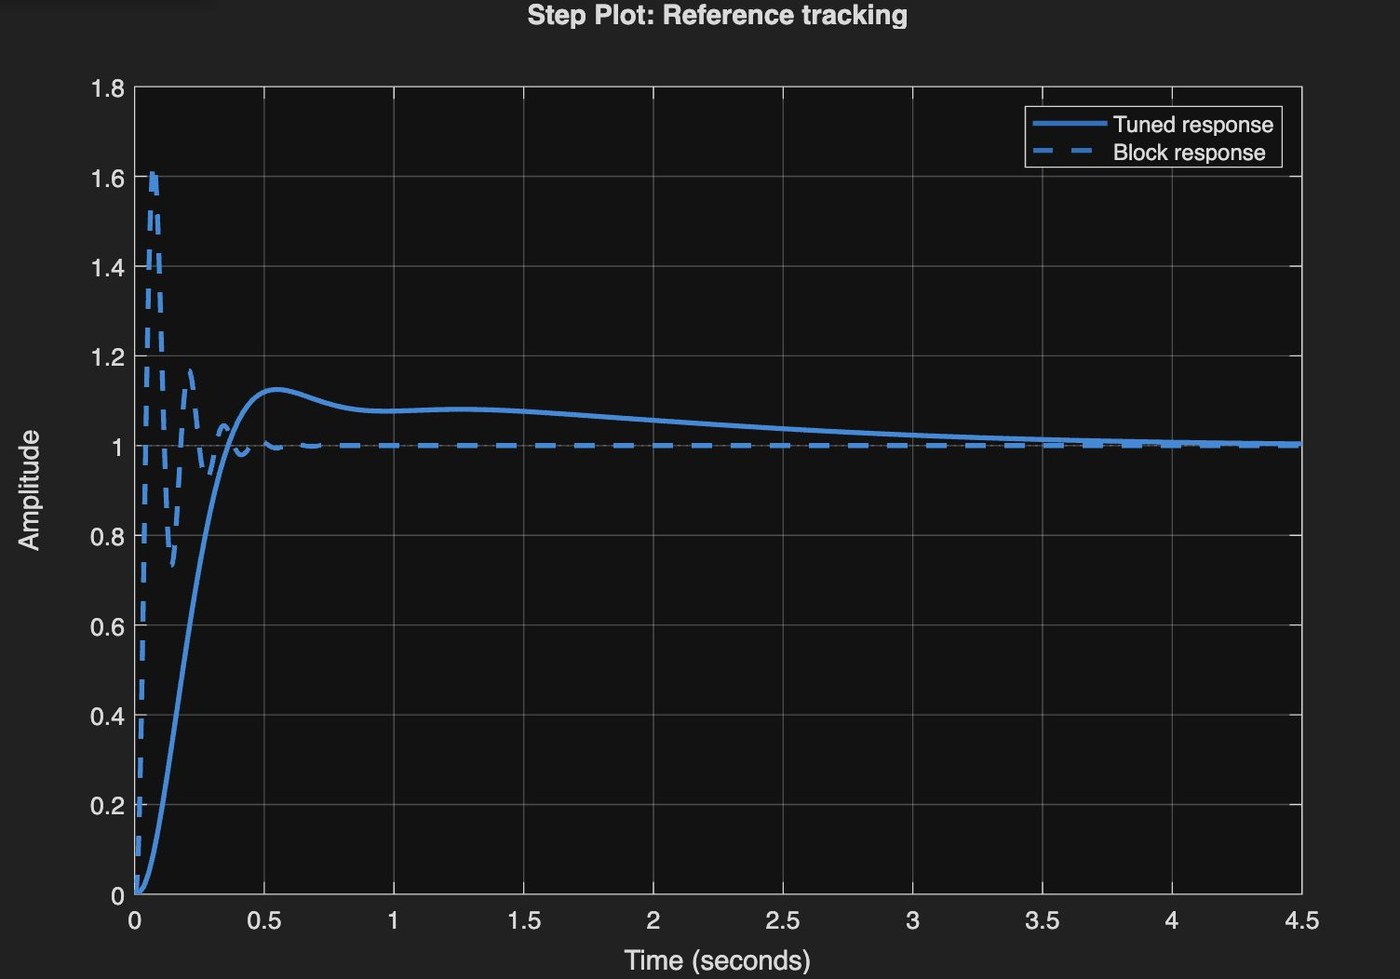 Step Plot: Reference tracking
Tuned response
Block response
1.8
1.6
1.4
1.2
1
0.8
0.6
0.4
0.2
0
Amplitude
0 0.5 1 1.5 2 2.5 3 3.5 4 4.5
Time (seconds)